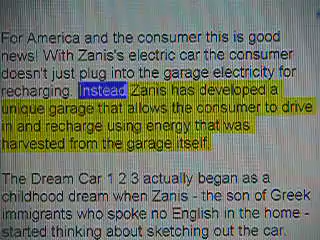 For America and the consumer this is good
news! With Zanis's electric car the consumer
doesn't just plug into the garage electricity for
recharging. Instead Zanis has developed a
unique garage that allows the consumer to drive
in and recharge using energy that was
harvested from the garage itself.
The Dream Car 1 2 3 actually began as a
childhood dream when Zanis - the son of Greek
immigrants who spoke no English in the home -
started thinking about sketching out the car.